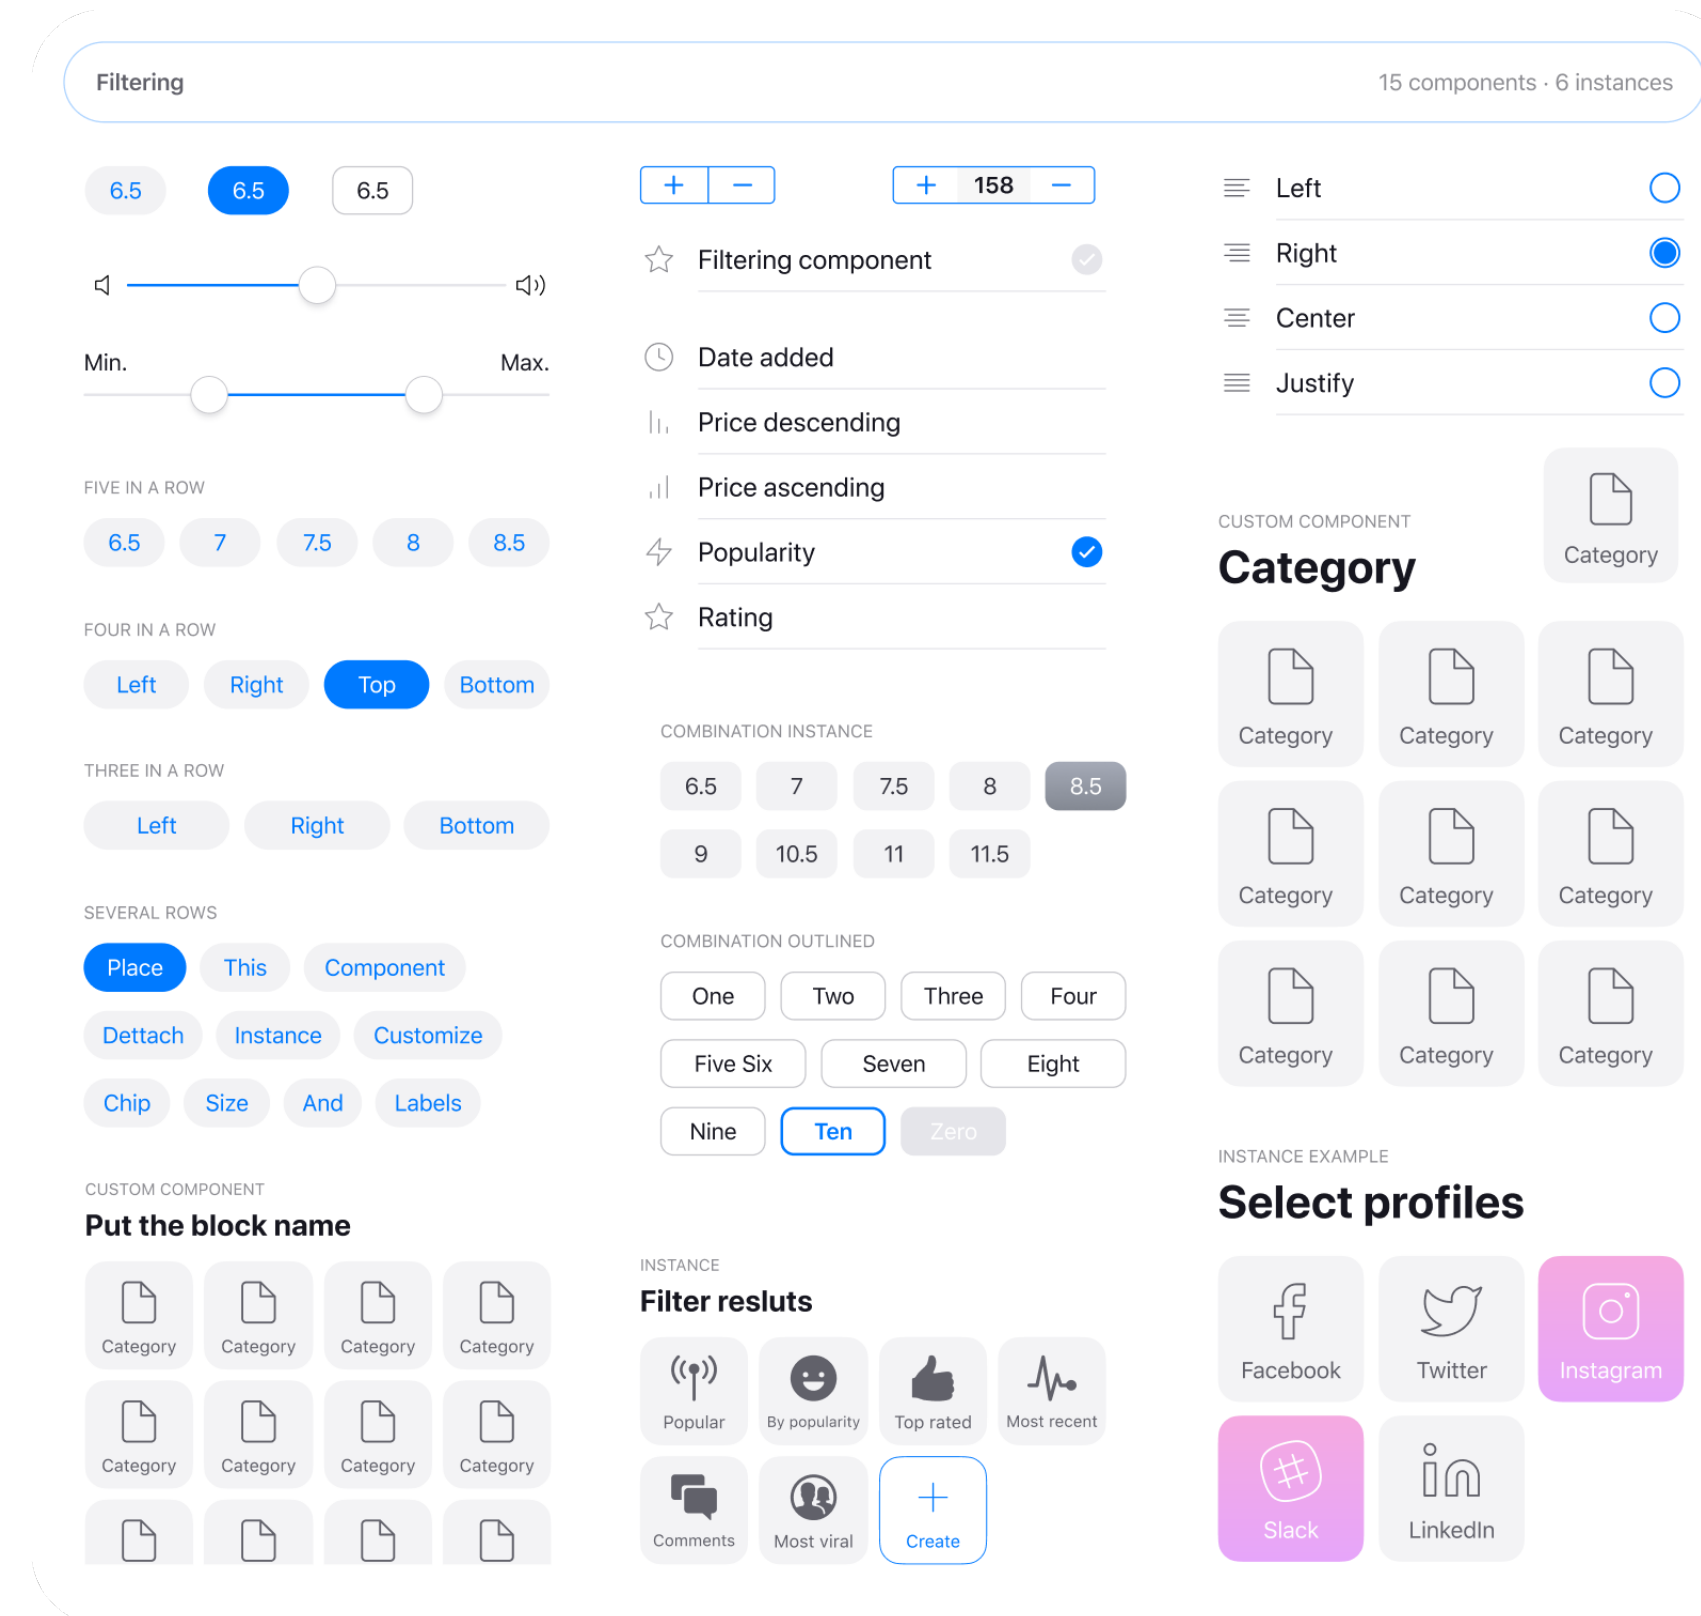 Filtering
15 components · 6 instances
6.5
6.5
6.5
Min.
Max.
FIVE IN A ROW
6.5
7
7.5
8
8.5
FOUR IN A ROW
Left
Right
Top
Bottom
THREE IN A ROW
Left
Right
Bottom
SEVERAL ROWS
Place
This
Component
Dettach
Instance
Customize
Chip
Size
And
Labels
CUSTOM COMPONENT
Put the block name
Category
Category
Category
Category
Category
Category
Category
Category
+
−
+
158
−
Filtering component
Date added
Price descending
Price ascending
Popularity
Rating
COMBINATION INSTANCE
6.5
7
7.5
8
8.5
9
10.5
11
11.5
COMBINATION OUTLINED
One
Two
Three
Four
Five Six
Seven
Eight
Nine
Ten
Zero
INSTANCE
Filter resluts
Popular
By popularity
Top rated
Most recent
Comments
Most viral
Create
Left
Right
Center
Justify
CUSTOM COMPONENT
Category
Category
Category
Category
Category
Category
Category
Category
Category
Category
Category
INSTANCE EXAMPLE
Select profiles
Facebook
Twitter
Instagram
Slack
LinkedIn